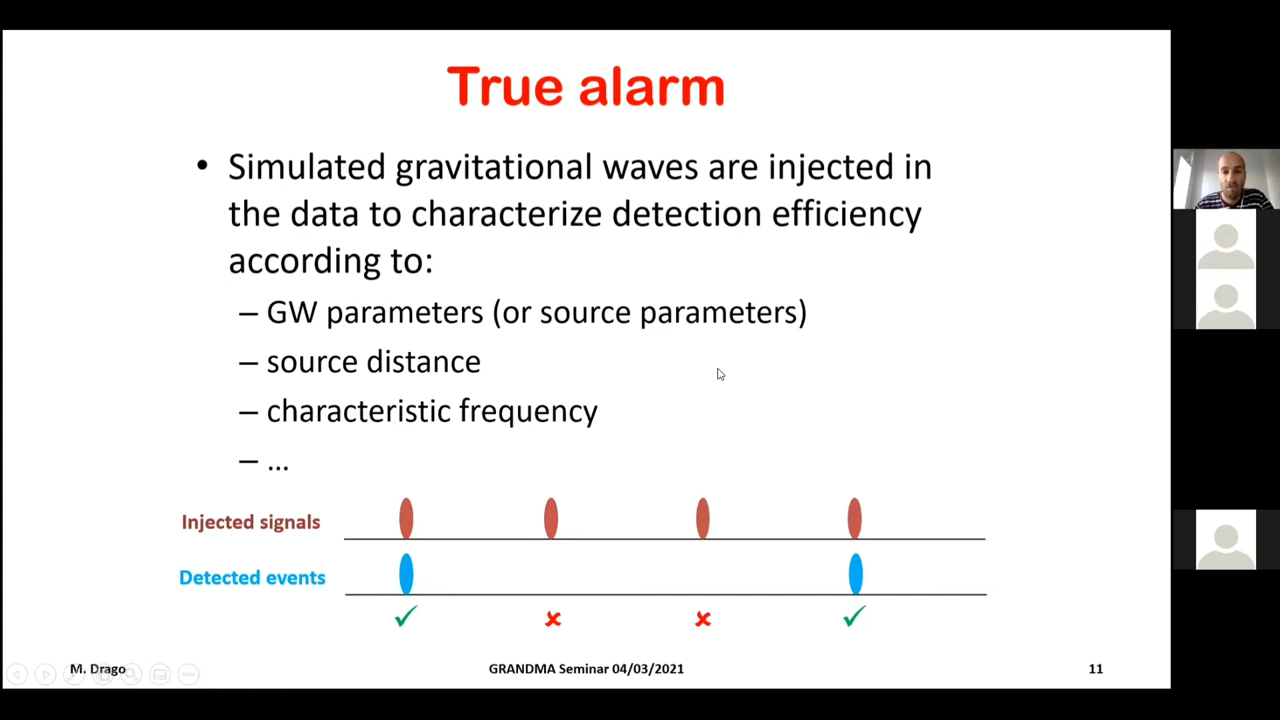 True alarm
• Simulated gravitational waves are injected in
the data to characterize detection efficiency
according to:
– GW parameters (or source parameters)
– source distance
– characteristic frequency
– ...
Injected signals
Detected events
M. Drago
GRANDMA Seminar 04/03/2021
11